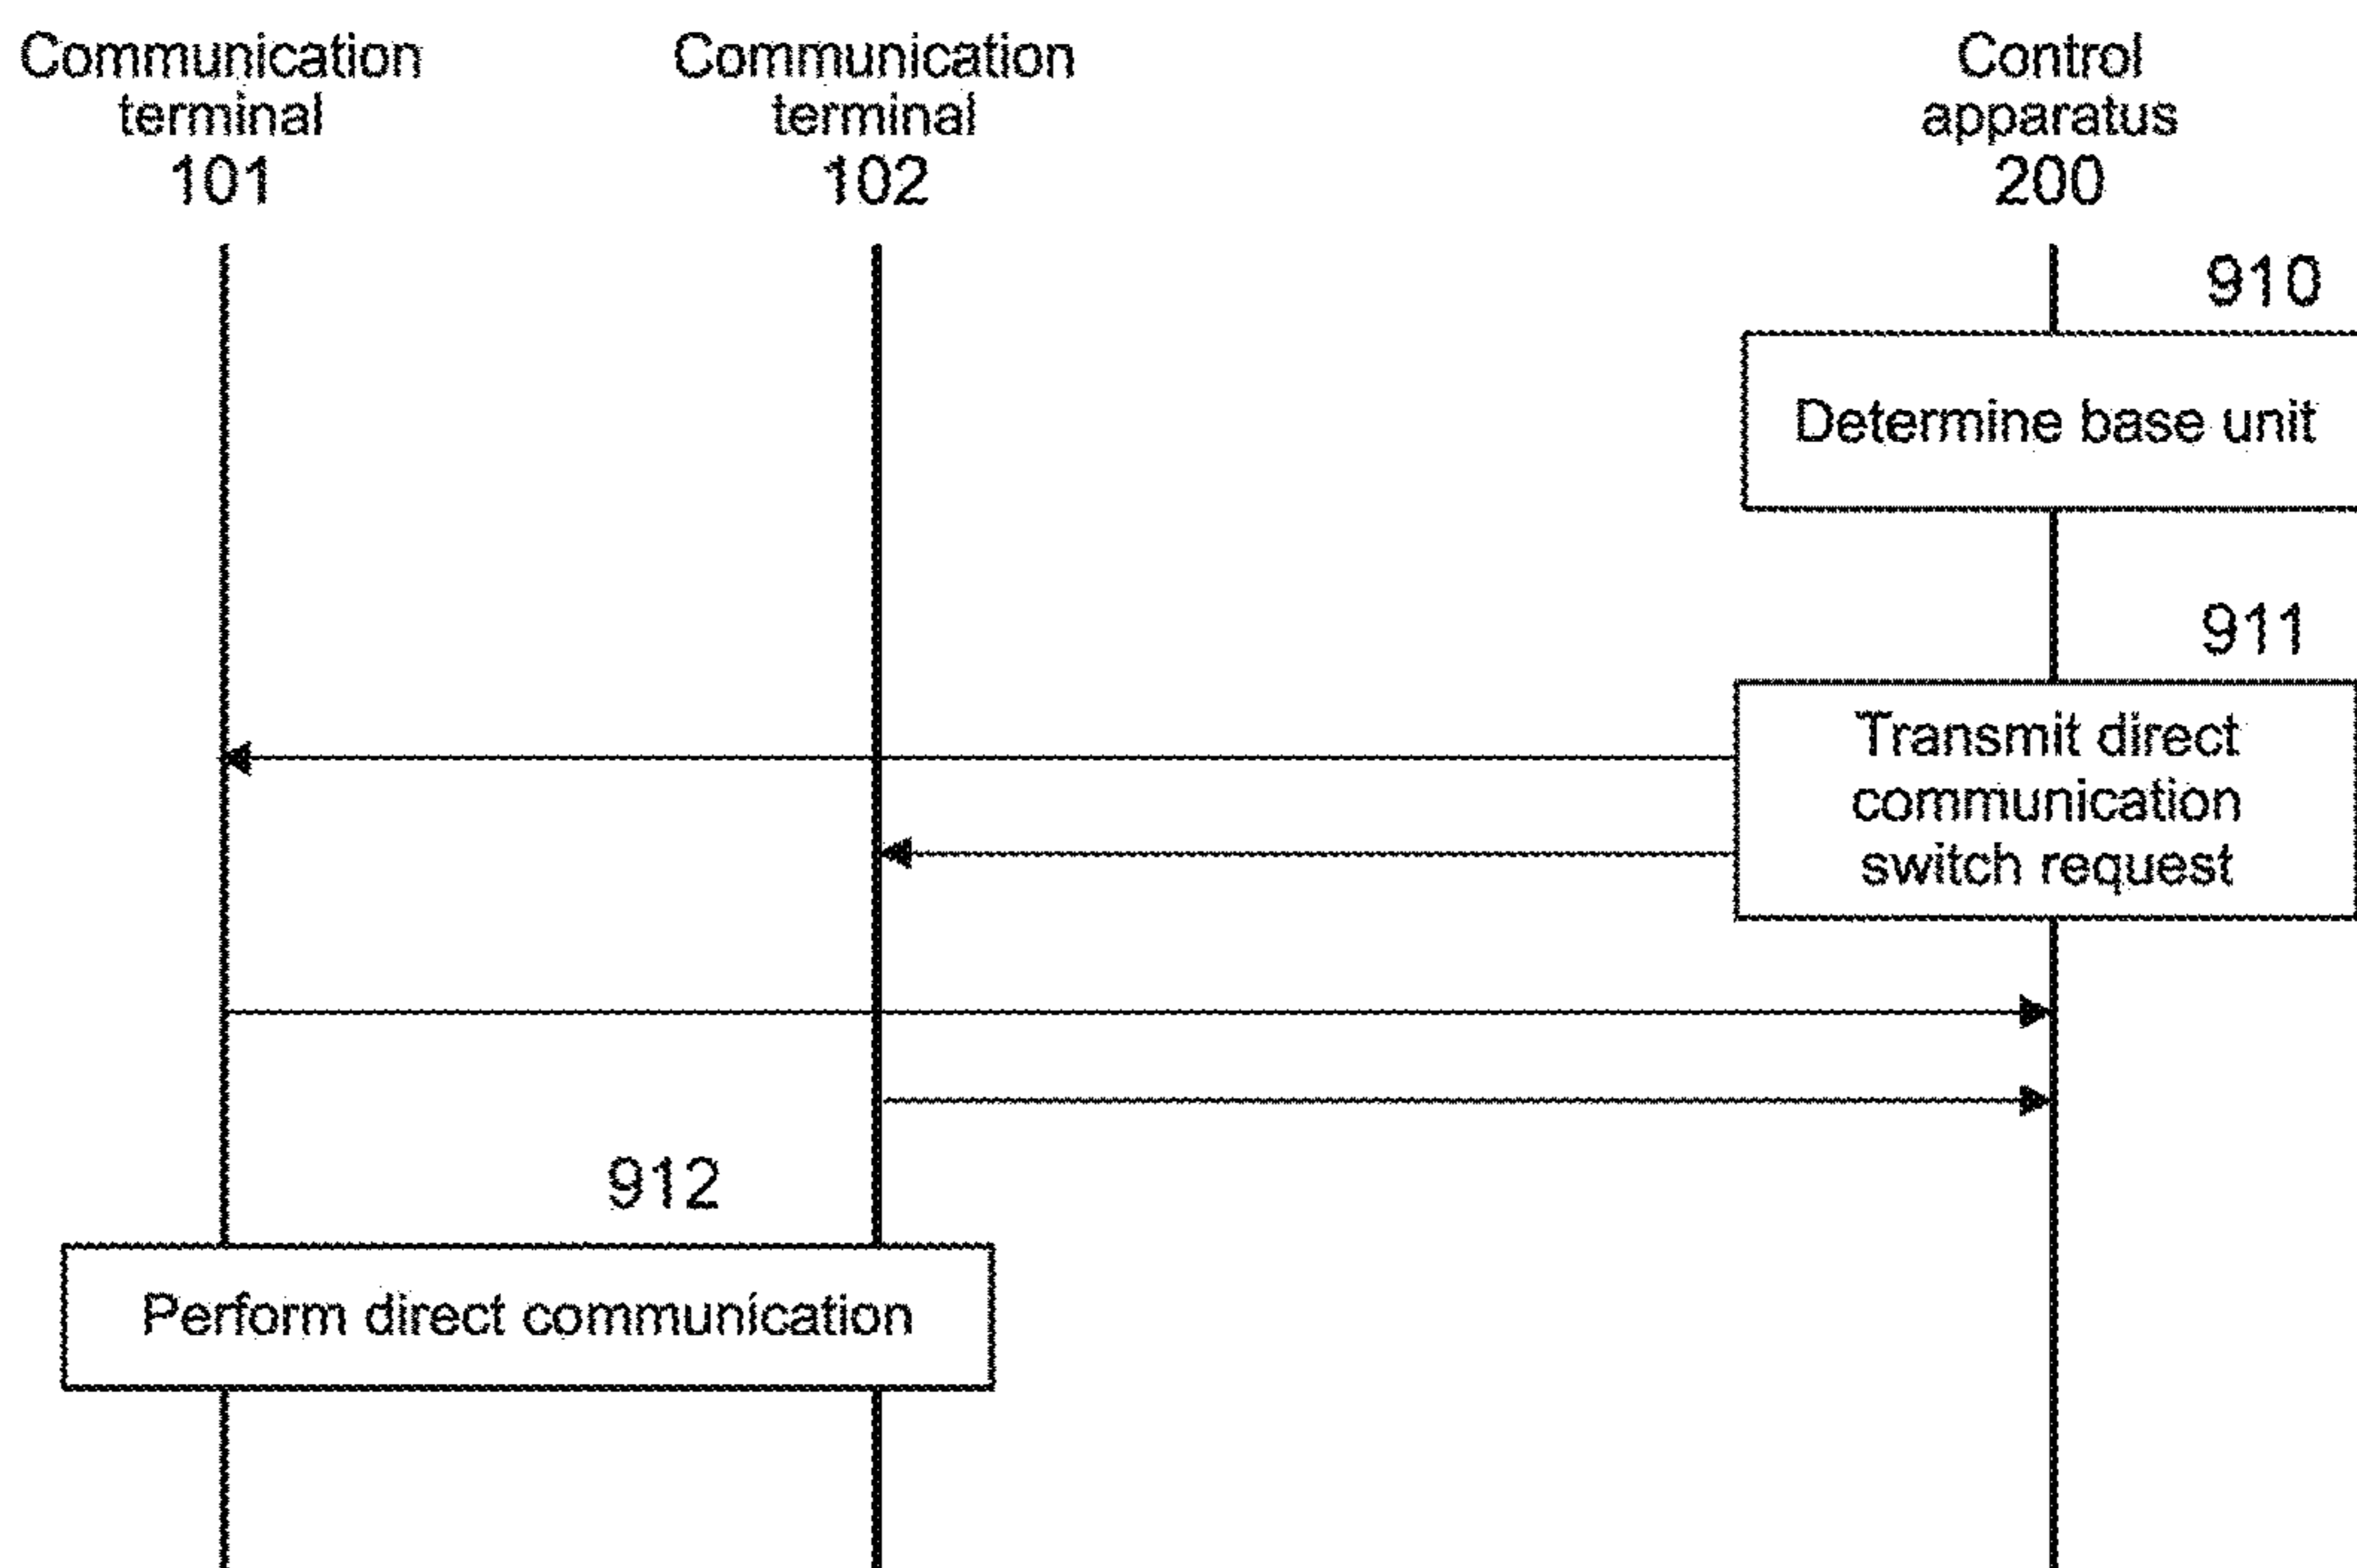 Communication
terminal
101
Communication
terminal
102
Control
apparatus
200
910
Determine base unit
911
Transmit direct
communication
switch request
912
Perform direct communication